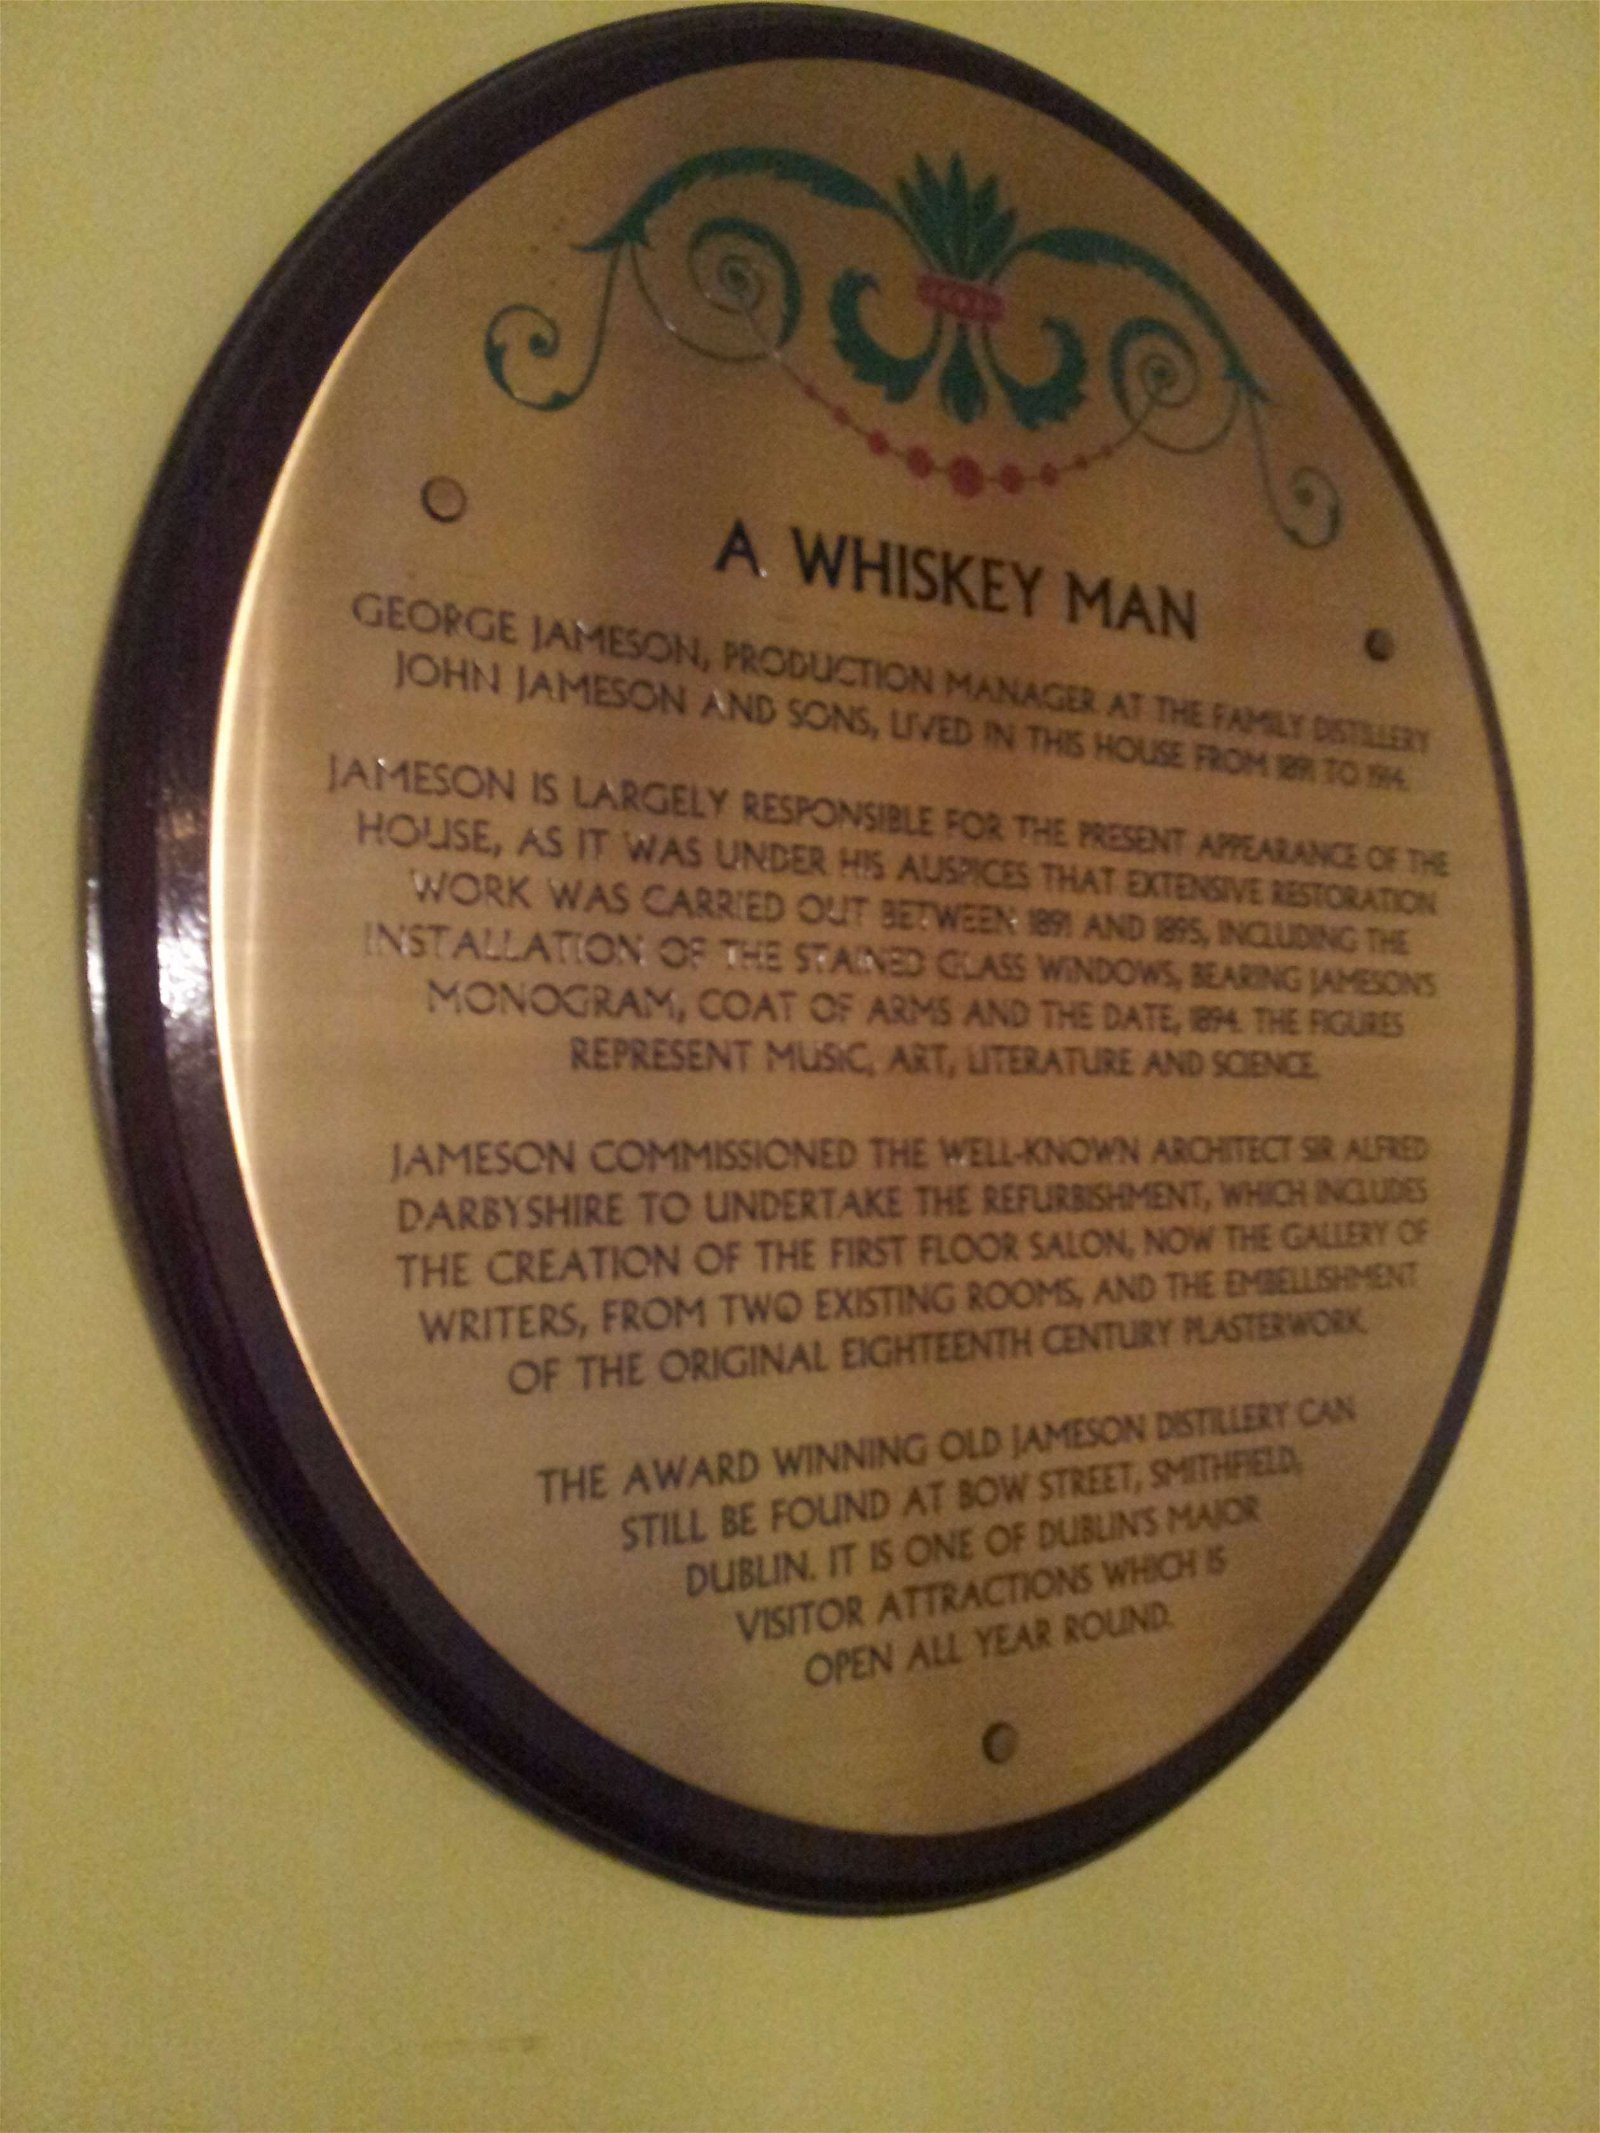 A WHISKEY MAN
GEORGE JAMESON, PRODUCTION MANAGER AT THE FAMILY DISTILLERY
JOHN JAMESON AND SONS, LIVED IN THIS HOUSE FROM 1891 TO 1914.
JAMESON IS LARGELY RESPONSIBLE FOR THE PRESENT APPEARANCE OF THE
HOUSE, AS IT WAS UNDER HIS AUSPICES THAT EXTENSIVE RESTORATION
WORK WAS CARRIED OUT BETWEEN 1891 AND 1895, INCLUDING THE
INSTALLATION OF THE STAINED GLASS WINDOWS, BEARING JAMESON'S
MONOGRAM, COAT OF ARMS AND THE DATE, 1894. THE FIGURES
REPRESENT MUSIC, ART, LITERATURE AND SCIENCE.
JAMESON COMMISSIONED THE WELL-KNOWN ARCHITECT SIR ALFRED
DARBYSHIRE TO UNDERTAKE THE REFURBISHMENT, WHICH INCLUDES
THE CREATION OF THE FIRST FLOOR SALON, NOW THE GALLERY OF
WRITERS, FROM TWO EXISTING ROOMS, AND THE EMBELLISHMENT
OF THE ORIGINAL EIGHTEENTH CENTURY PLASTERWORK.
THE AWARD WINNING OLD JAMESON DISTILLERY CAN
STILL BE FOUND AT BOW STREET, SMITHFIELD,
DUBLIN. IT IS ONE OF DUBLIN'S MAJOR
VISITOR ATTRACTIONS WHICH IS
OPEN ALL YEAR ROUND.